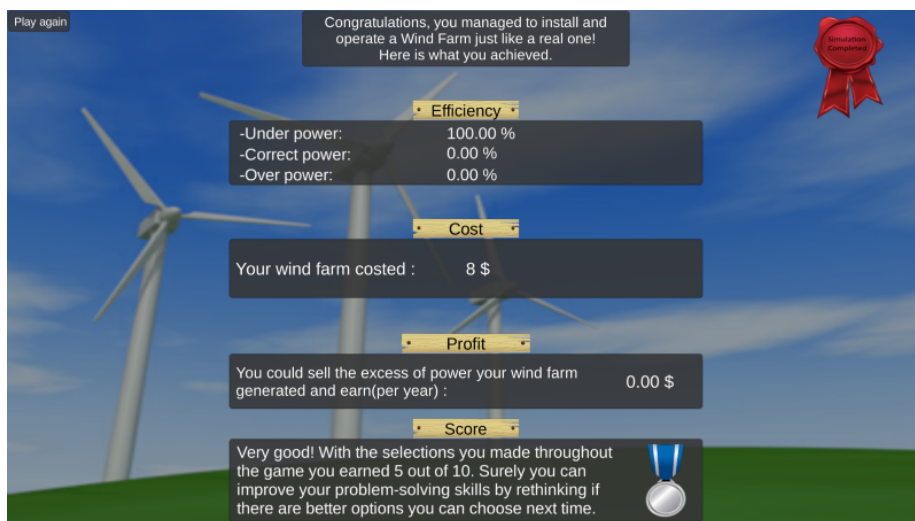 Play again
Congratulations, you managed to install and
operate a Wind Farm just like a real one!
Here is what you achieved.
Simulation
Completed
Efficiency
-Under power: 100.00 %
-Correct power: 0.00 %
-Over power: 0.00 %
Cost
Your wind farm costed : 8 $
Profit
You could sell the excess of power your wind farm
generated and earn(per year) : 0.00 $
Score
Very good! With the selections you made throughout
the game you earned 5 out of 10. Surely you can
improve your problem-solving skills by rethinking if
there are better options you can choose next time.